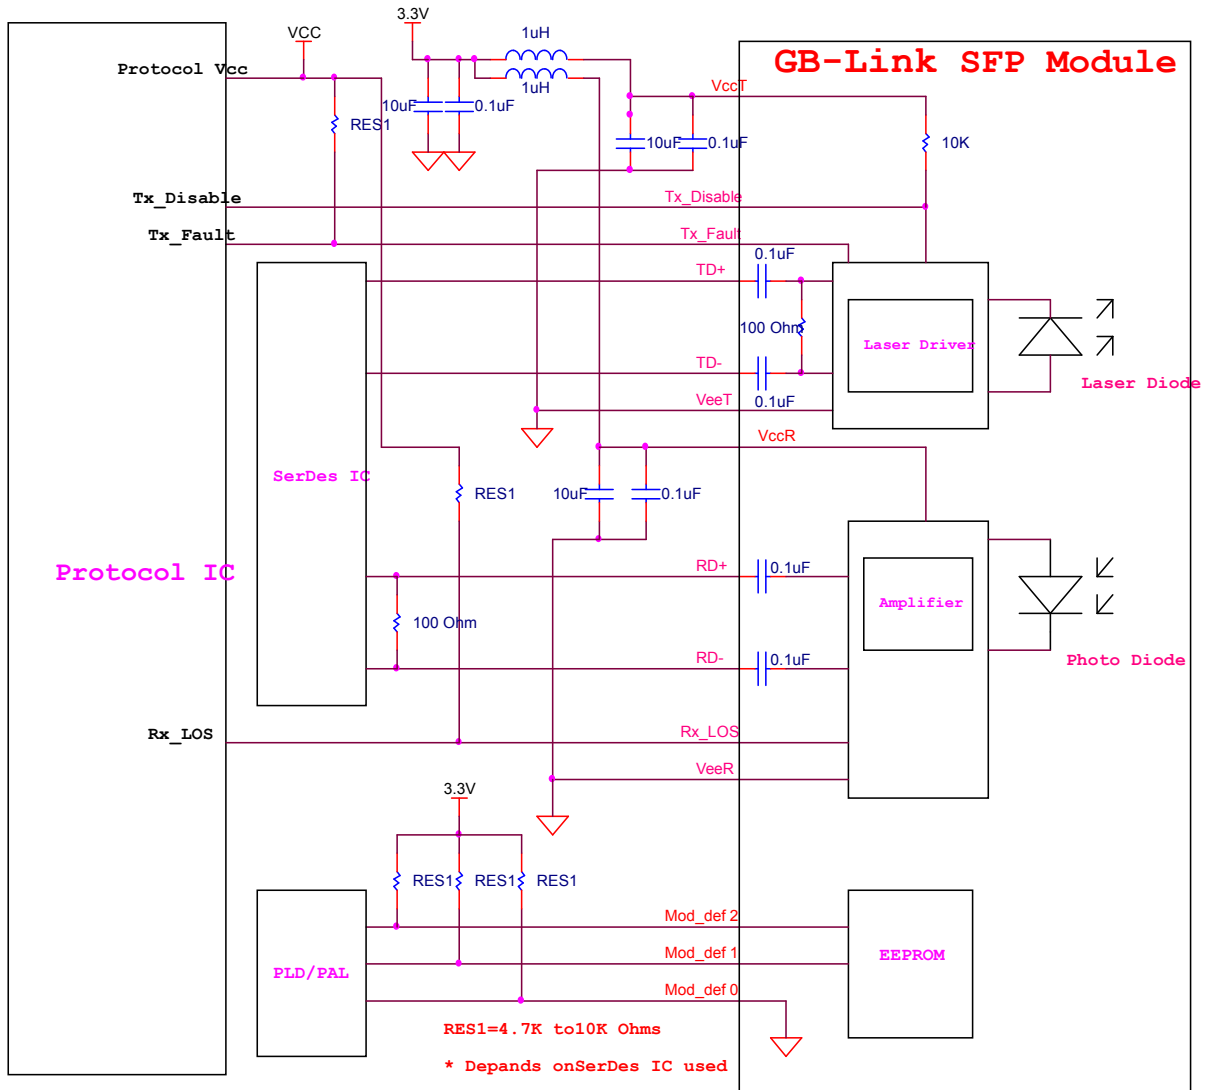 3.3V
1uH
VCC
GB-Link SFP Module
Protocol Vcc
1uH
VccT
10uF
0.1uF
RES1
10uF
0.1uF
10K
Tx_Disable
Tx_Disable
Tx_Fault
Tx_Fault
0.1uF
TD+
100 Ohm
Laser Driver
TD-
Laser Diode
VeeT
0.1uF
VccR
SerDes IC
RES1
10uF
0.1uF
Protocol IC
RD+
0.1uF
Amplifier
100 Ohm
RD-
0.1uF
Photo Diode
Rx_LOS
Rx_LOS
VeeR
3.3V
RES1
RES1
RES1
Mod_def 2
Mod_def 1
EEPROM
PLD/PAL
Mod_def 0
RES1=4.7K to10K Ohms
* Depands onSerDes IC used